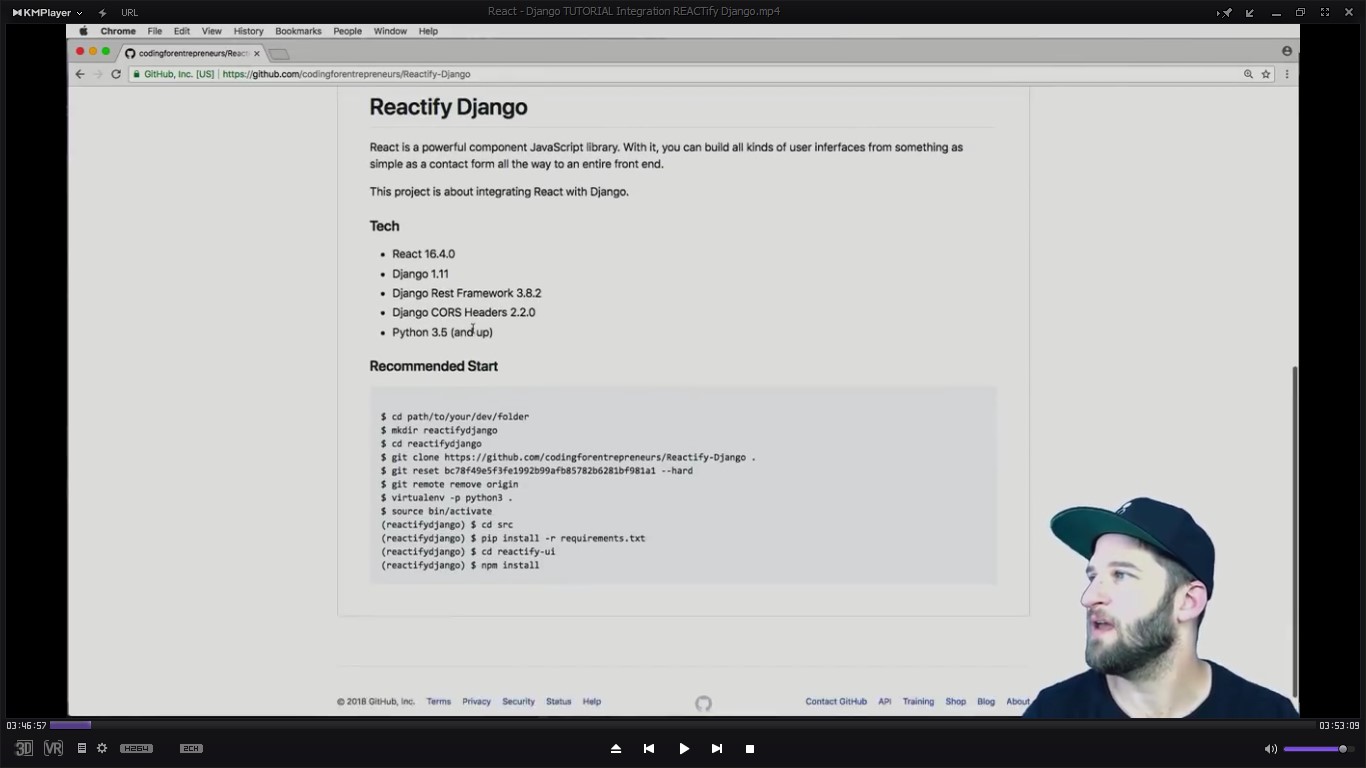 KMPlayer URL React - Django TUTORIAL Integration REACTify Django.mp4
Chrome File Edit View History Bookmarks People Window Help
codingforentrepreneurs/React
GitHub, Inc. [US] | https://github.com/codingforentrepreneurs/Reactify-Django
Reactify Django
React is a powerful component JavaScript library. With it, you can build all kinds of user inferfaces from something as
simple as a contact form all the way to an entire front end.
This project is about integrating React with Django.
Tech
• React 16.4.0
• Django 1.11
• Django Rest Framework 3.8.2
• Django CORS Headers 2.2.0
• Python 3.5 (and up)
Recommended Start
$ cd path/to/your/dev/folder
$ mkdir reactifydjango
$ cd reactifydjango
$ git clone https://github.com/codingforentrepreneurs/Reactify-Django .
$ git reset bc78f49e5f3fe1992b99afb85782b6281bf981a1 --hard
$ git remote remove origin
$ virtualenv -p python3 .
$ source bin/activate
(reactifydjango) $ cd src
(reactifydjango) $ pip install -r requirements.txt
(reactifydjango) $ cd reactify-ui
(reactifydjango) $ npm install
© 2018 GitHub, Inc. Terms Privacy Security Status Help Contact GitHub API Training Shop Blog About
03:46:57 03:53:09
3D VR H264 2CH